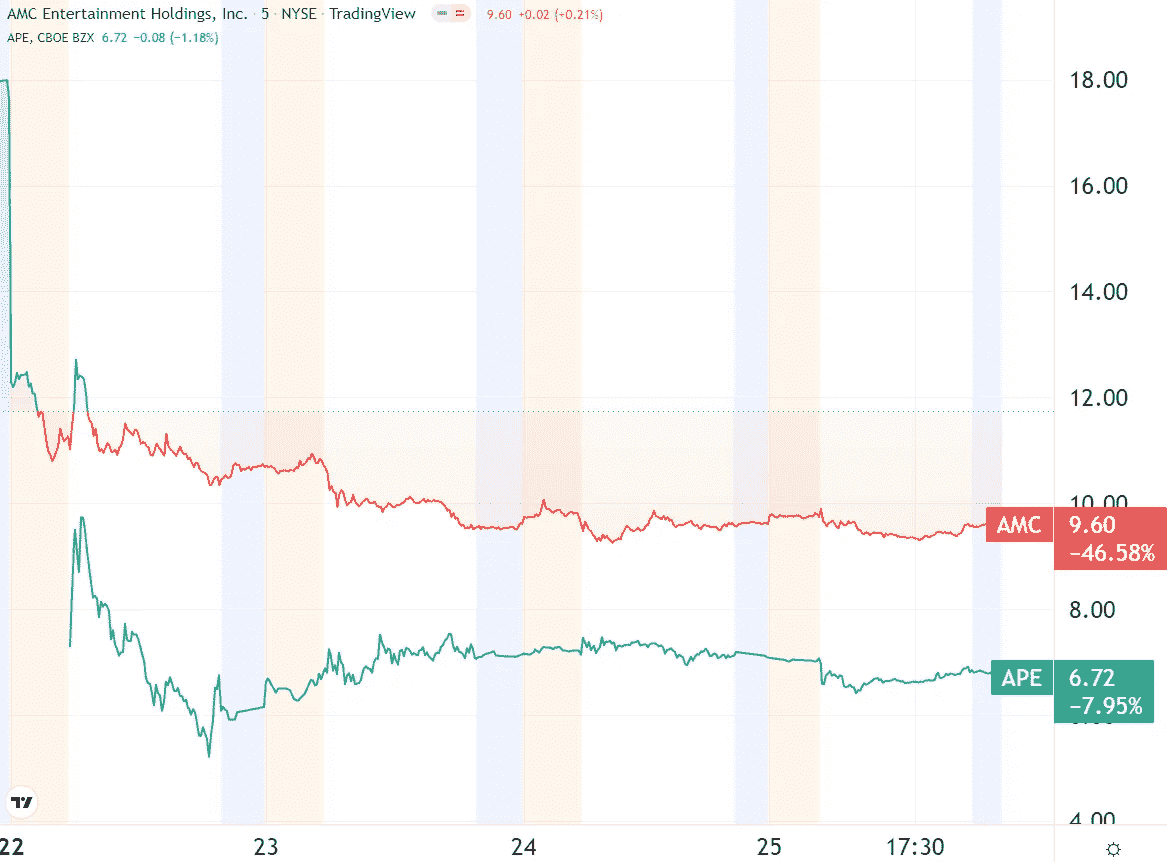 AMC Entertainment Holdings, Inc. · 5 · NYSE · TradingView 9.60 +0.02 (+0.21%)
APE, CBOE BZX 6.72 −0.08 (−1.18%)
18.00
16.00
14.00
12.00
10.00
AMC 9.60
−46.58%
8.00
APE 6.72
−7.95%
4.00
22 23 24 25 17:30